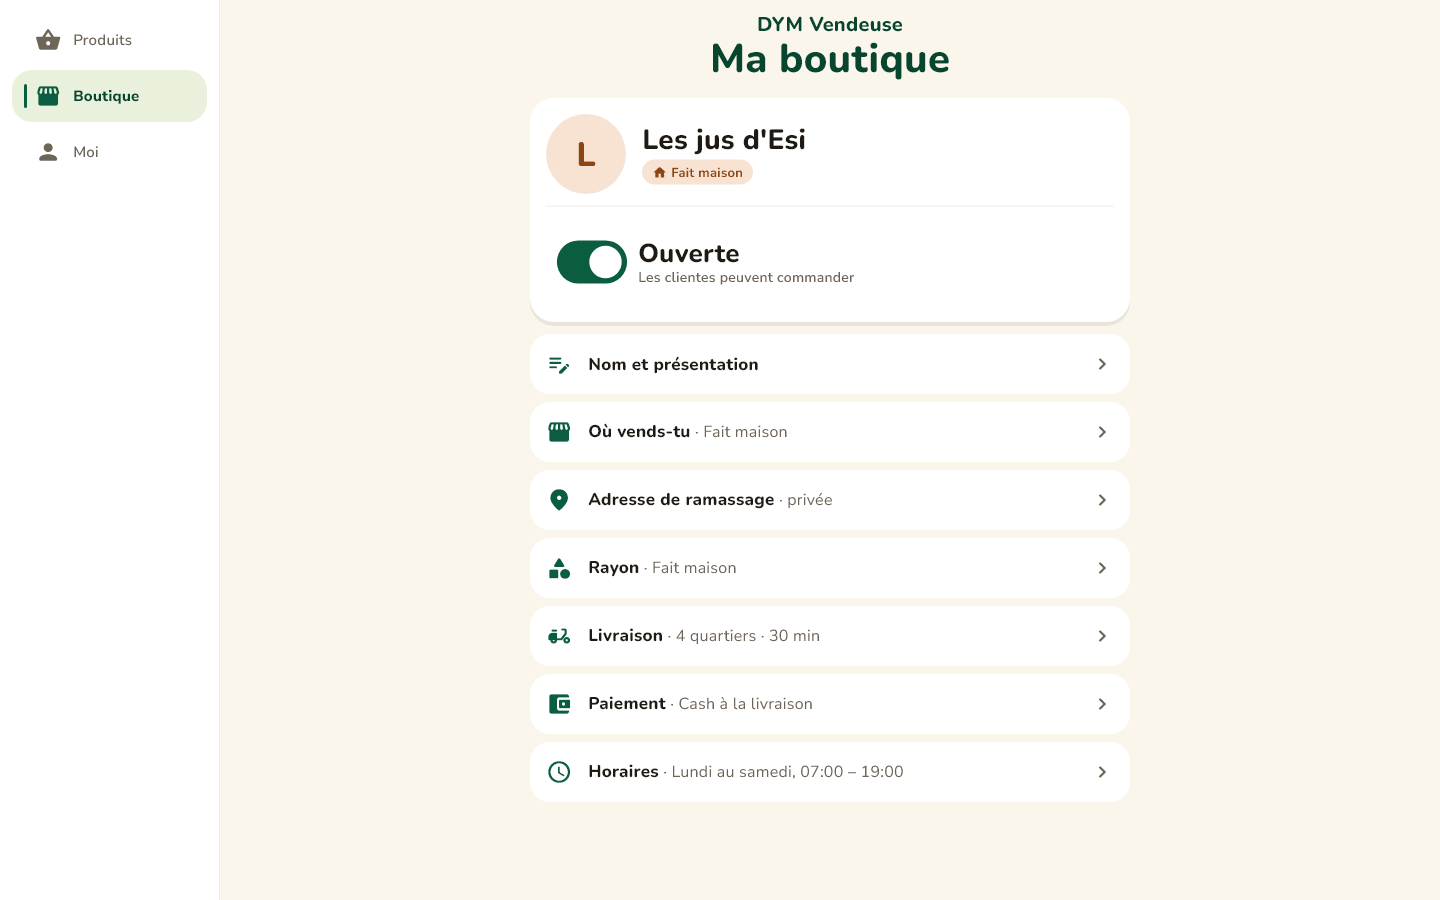 Produits
Boutique
Moi
DYM Vendeuse
Ma boutique
L
Les jus d'Esi
Fait maison
Ouverte
Les clientes peuvent commander
Nom et présentation
Où vends-tu · Fait maison
Adresse de ramassage · privée
Rayon · Fait maison
Livraison · 4 quartiers · 30 min
Paiement · Cash à la livraison
Horaires · Lundi au samedi, 07:00 – 19:00